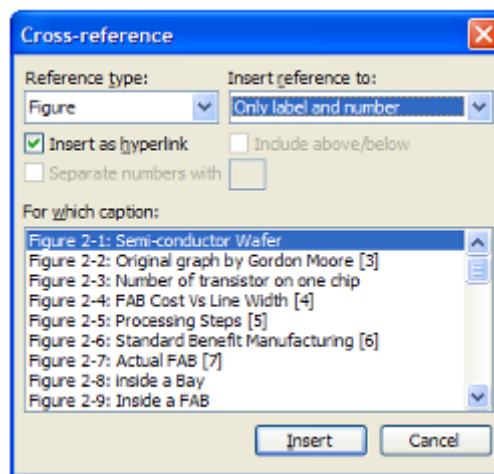 Cross-reference
Reference type:
Insert reference to:
Figure
Only label and number
Insert as hyperlink
Include above/below
Separate numbers with
For which caption:
Figure 2-1: Semi-conductor Wafer
Figure 2-2: Original graph by Gordon Moore [3]
Figure 2-3: Number of transistor on one chip
Figure 2-4: FAB Cost Vs Line Width [4]
Figure 2-5: Processing Steps [5]
Figure 2-6: Standard Benefit Manufacturing [6]
Figure 2-7: Actual FAB [7]
Figure 2-8: inside a Bay
Figure 2-9: Inside a FAB
Insert
Cancel